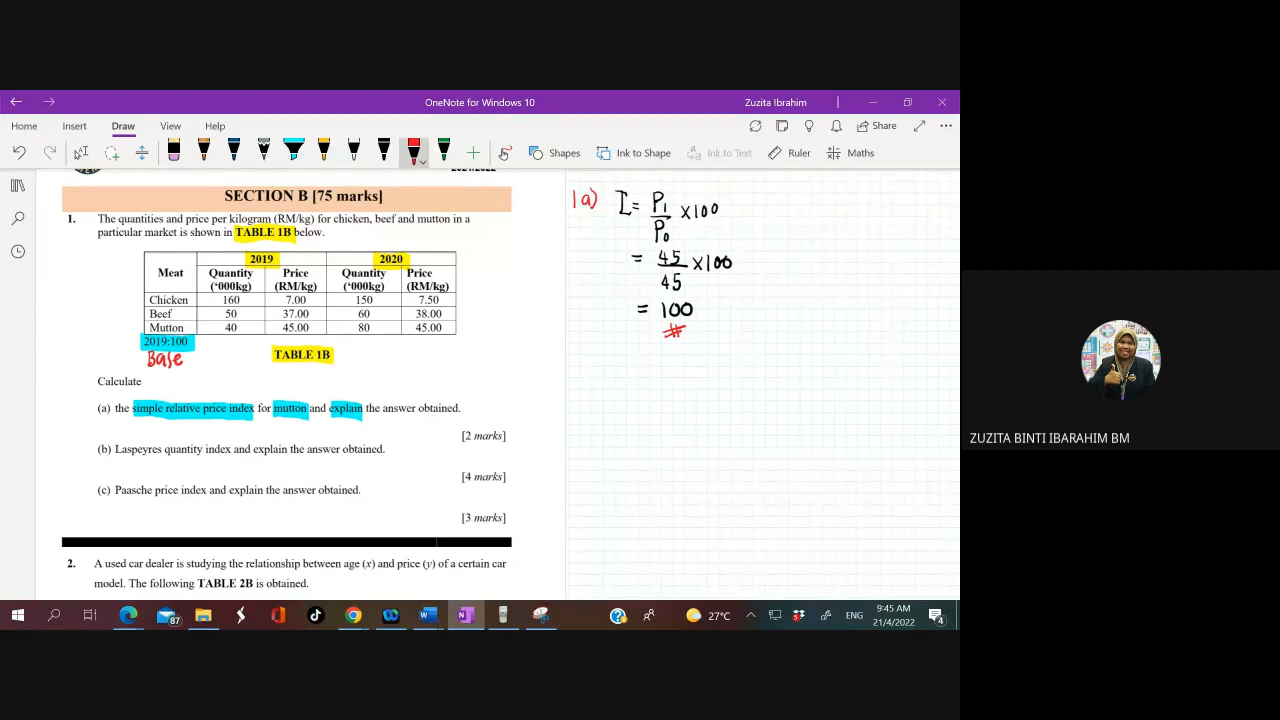 OneNote for Windows 10
Zuzita Ibrahim
Home Insert Draw View Help
Share
Shapes Ink to Shape Ink to Text Ruler Maths
2021/2022
SECTION B [75 marks]
1. The quantities and price per kilogram (RM/kg) for chicken, beef and mutton in a
particular market is shown in TABLE 1B below.
Meat 2019 2020
Quantity ('000kg) Price (RM/kg) Quantity ('000kg) Price (RM/kg)
Chicken 160 7.00 150 7.50
Beef 50 37.00 60 38.00
Mutton 40 45.00 80 45.00
2019:100
Base
TABLE 1B
Calculate
(a) the simple relative price index for mutton and explain the answer obtained.
[2 marks]
(b) Laspeyres quantity index and explain the answer obtained.
[4 marks]
(c) Paasche price index and explain the answer obtained.
[3 marks]
2. A used car dealer is studying the relationship between age (x) and price (y) of a certain car
model. The following TABLE 2B is obtained.
1a) I = P1/P0 ×100
= 45/45 ×100
= 100
#
ZUZITA BINTI IBARAHIM BM
87
27°C
ENG
9:45 AM
21/4/2022
4